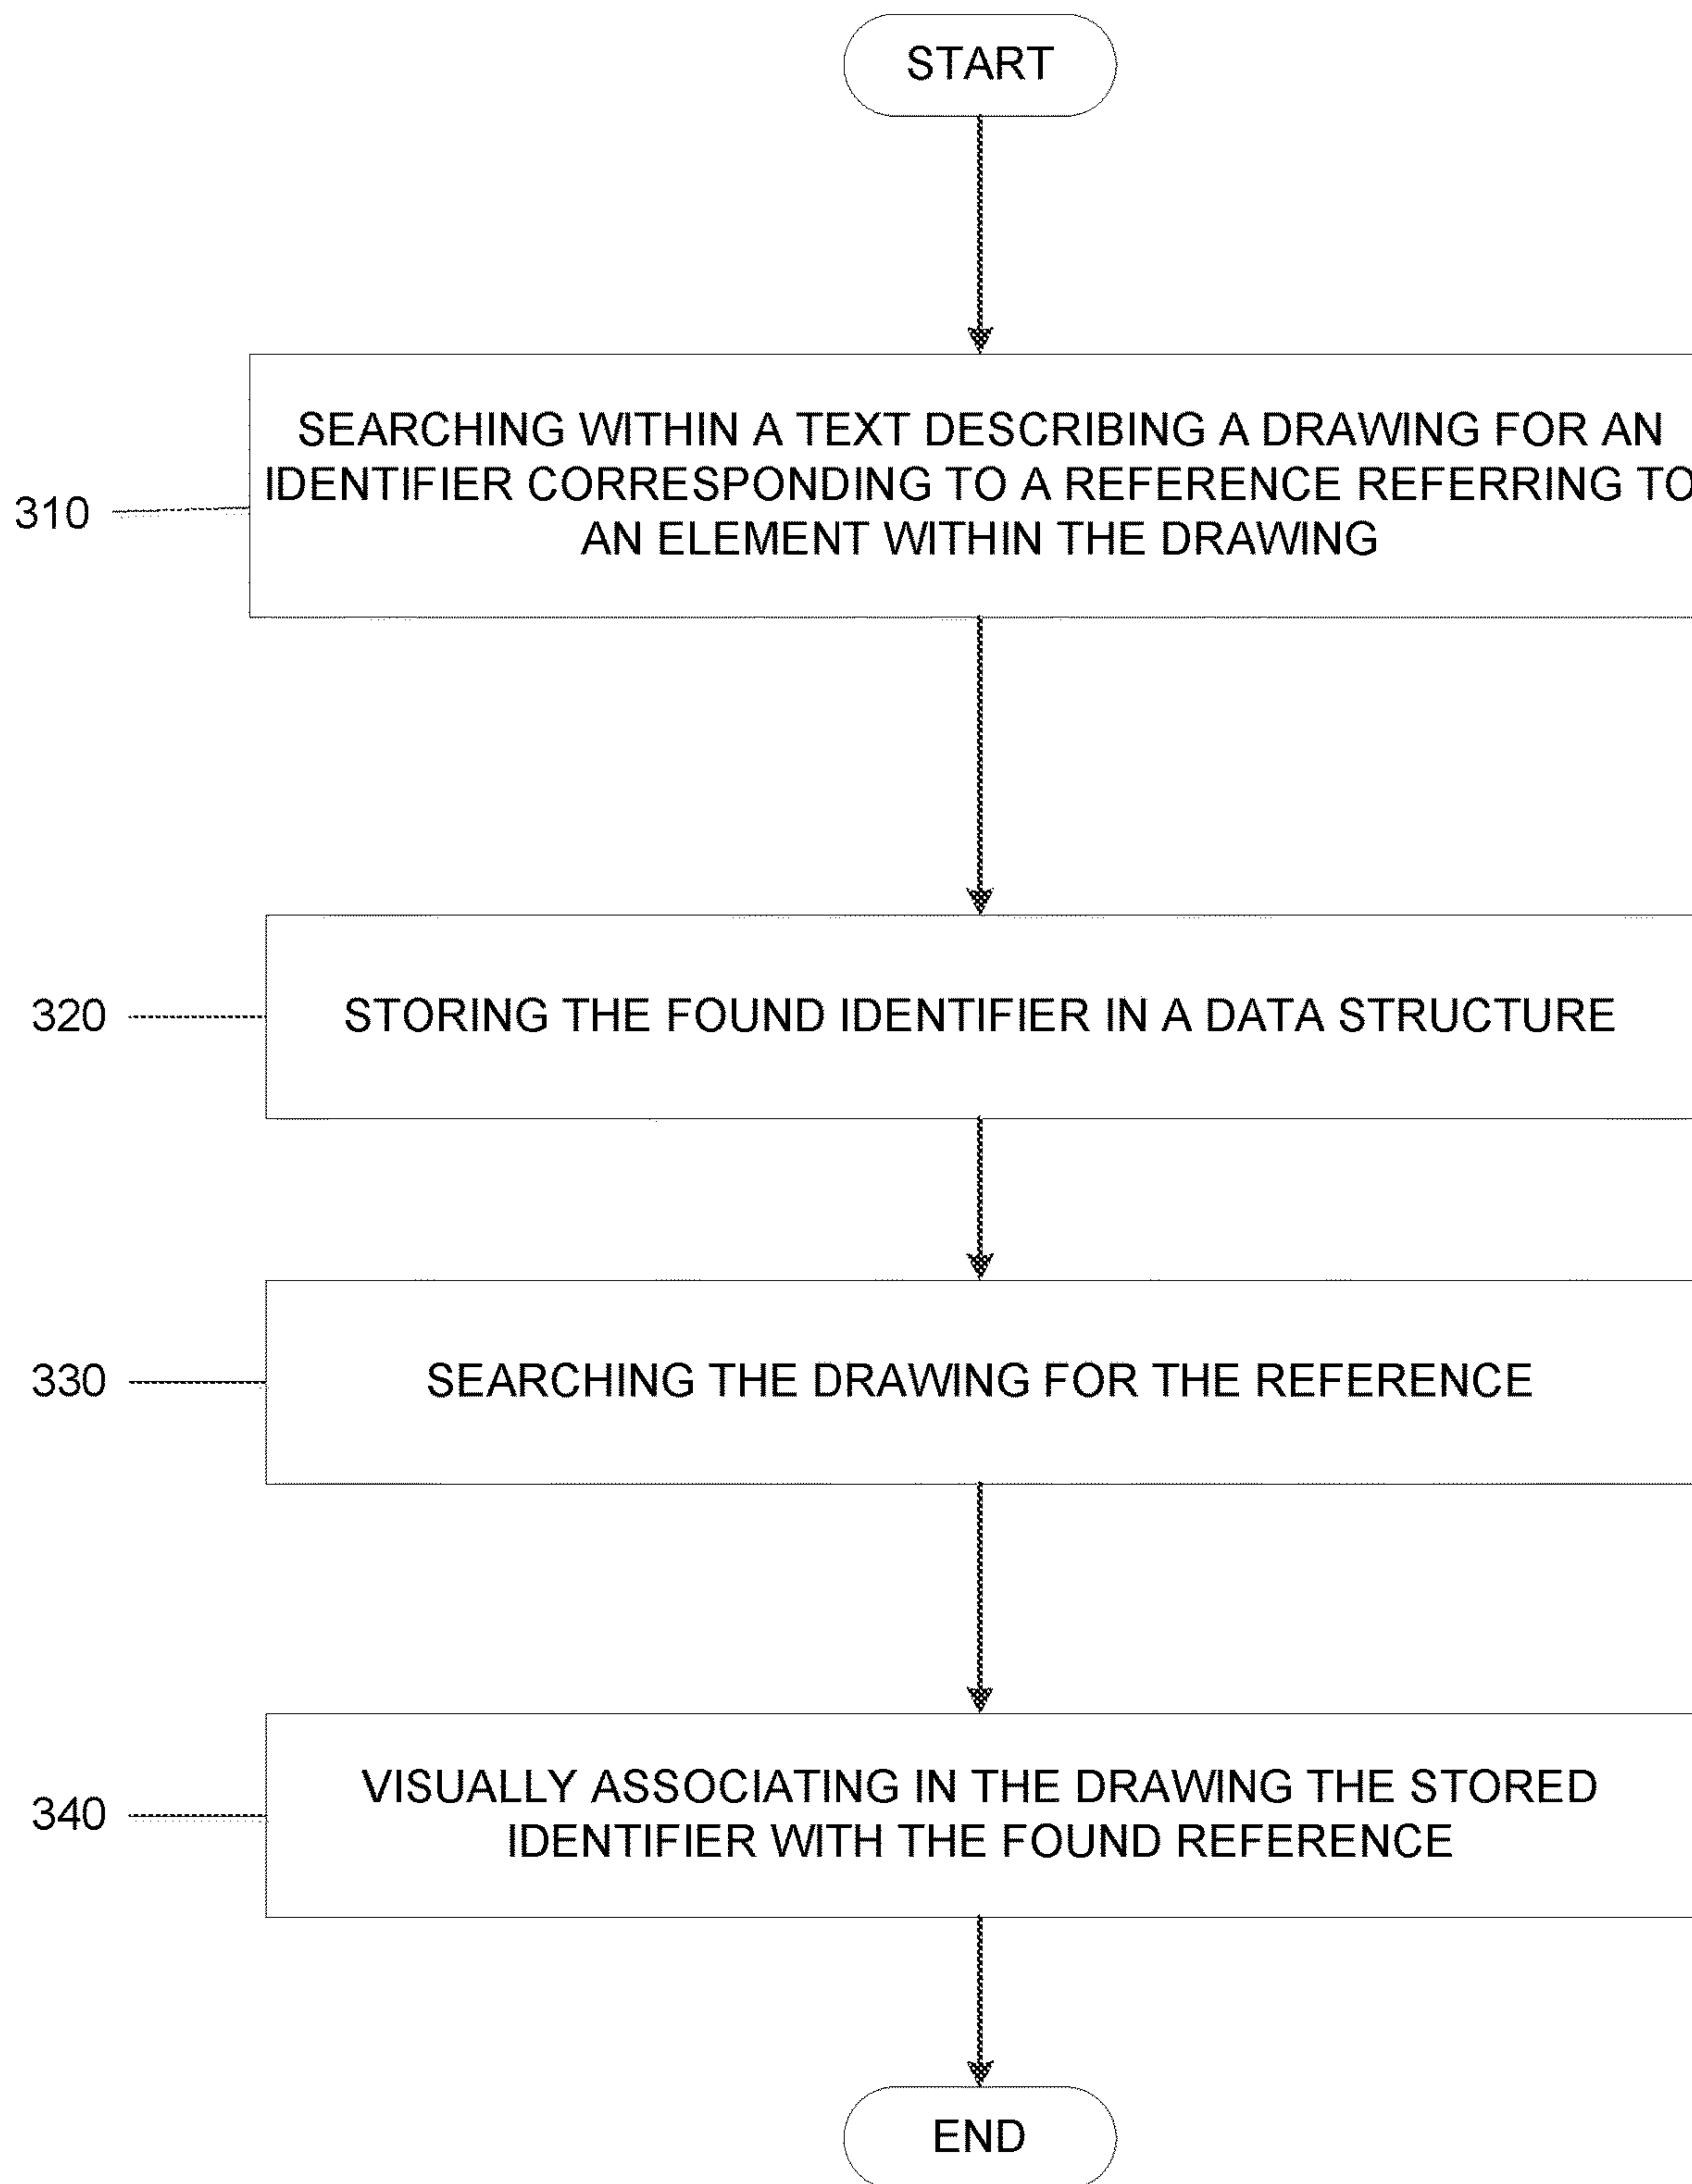 START
SEARCHING WITHIN A TEXT DESCRIBING A DRAWING FOR AN
IDENTIFIER CORRESPONDING TO A REFERENCE REFERRING TO
AN ELEMENT WITHIN THE DRAWING
310
320
STORING THE FOUND IDENTIFIER IN A DATA STRUCTURE
330
SEARCHING THE DRAWING FOR THE REFERENCE
340
VISUALLY ASSOCIATING IN THE DRAWING THE STORED
IDENTIFIER WITH THE FOUND REFERENCE
END